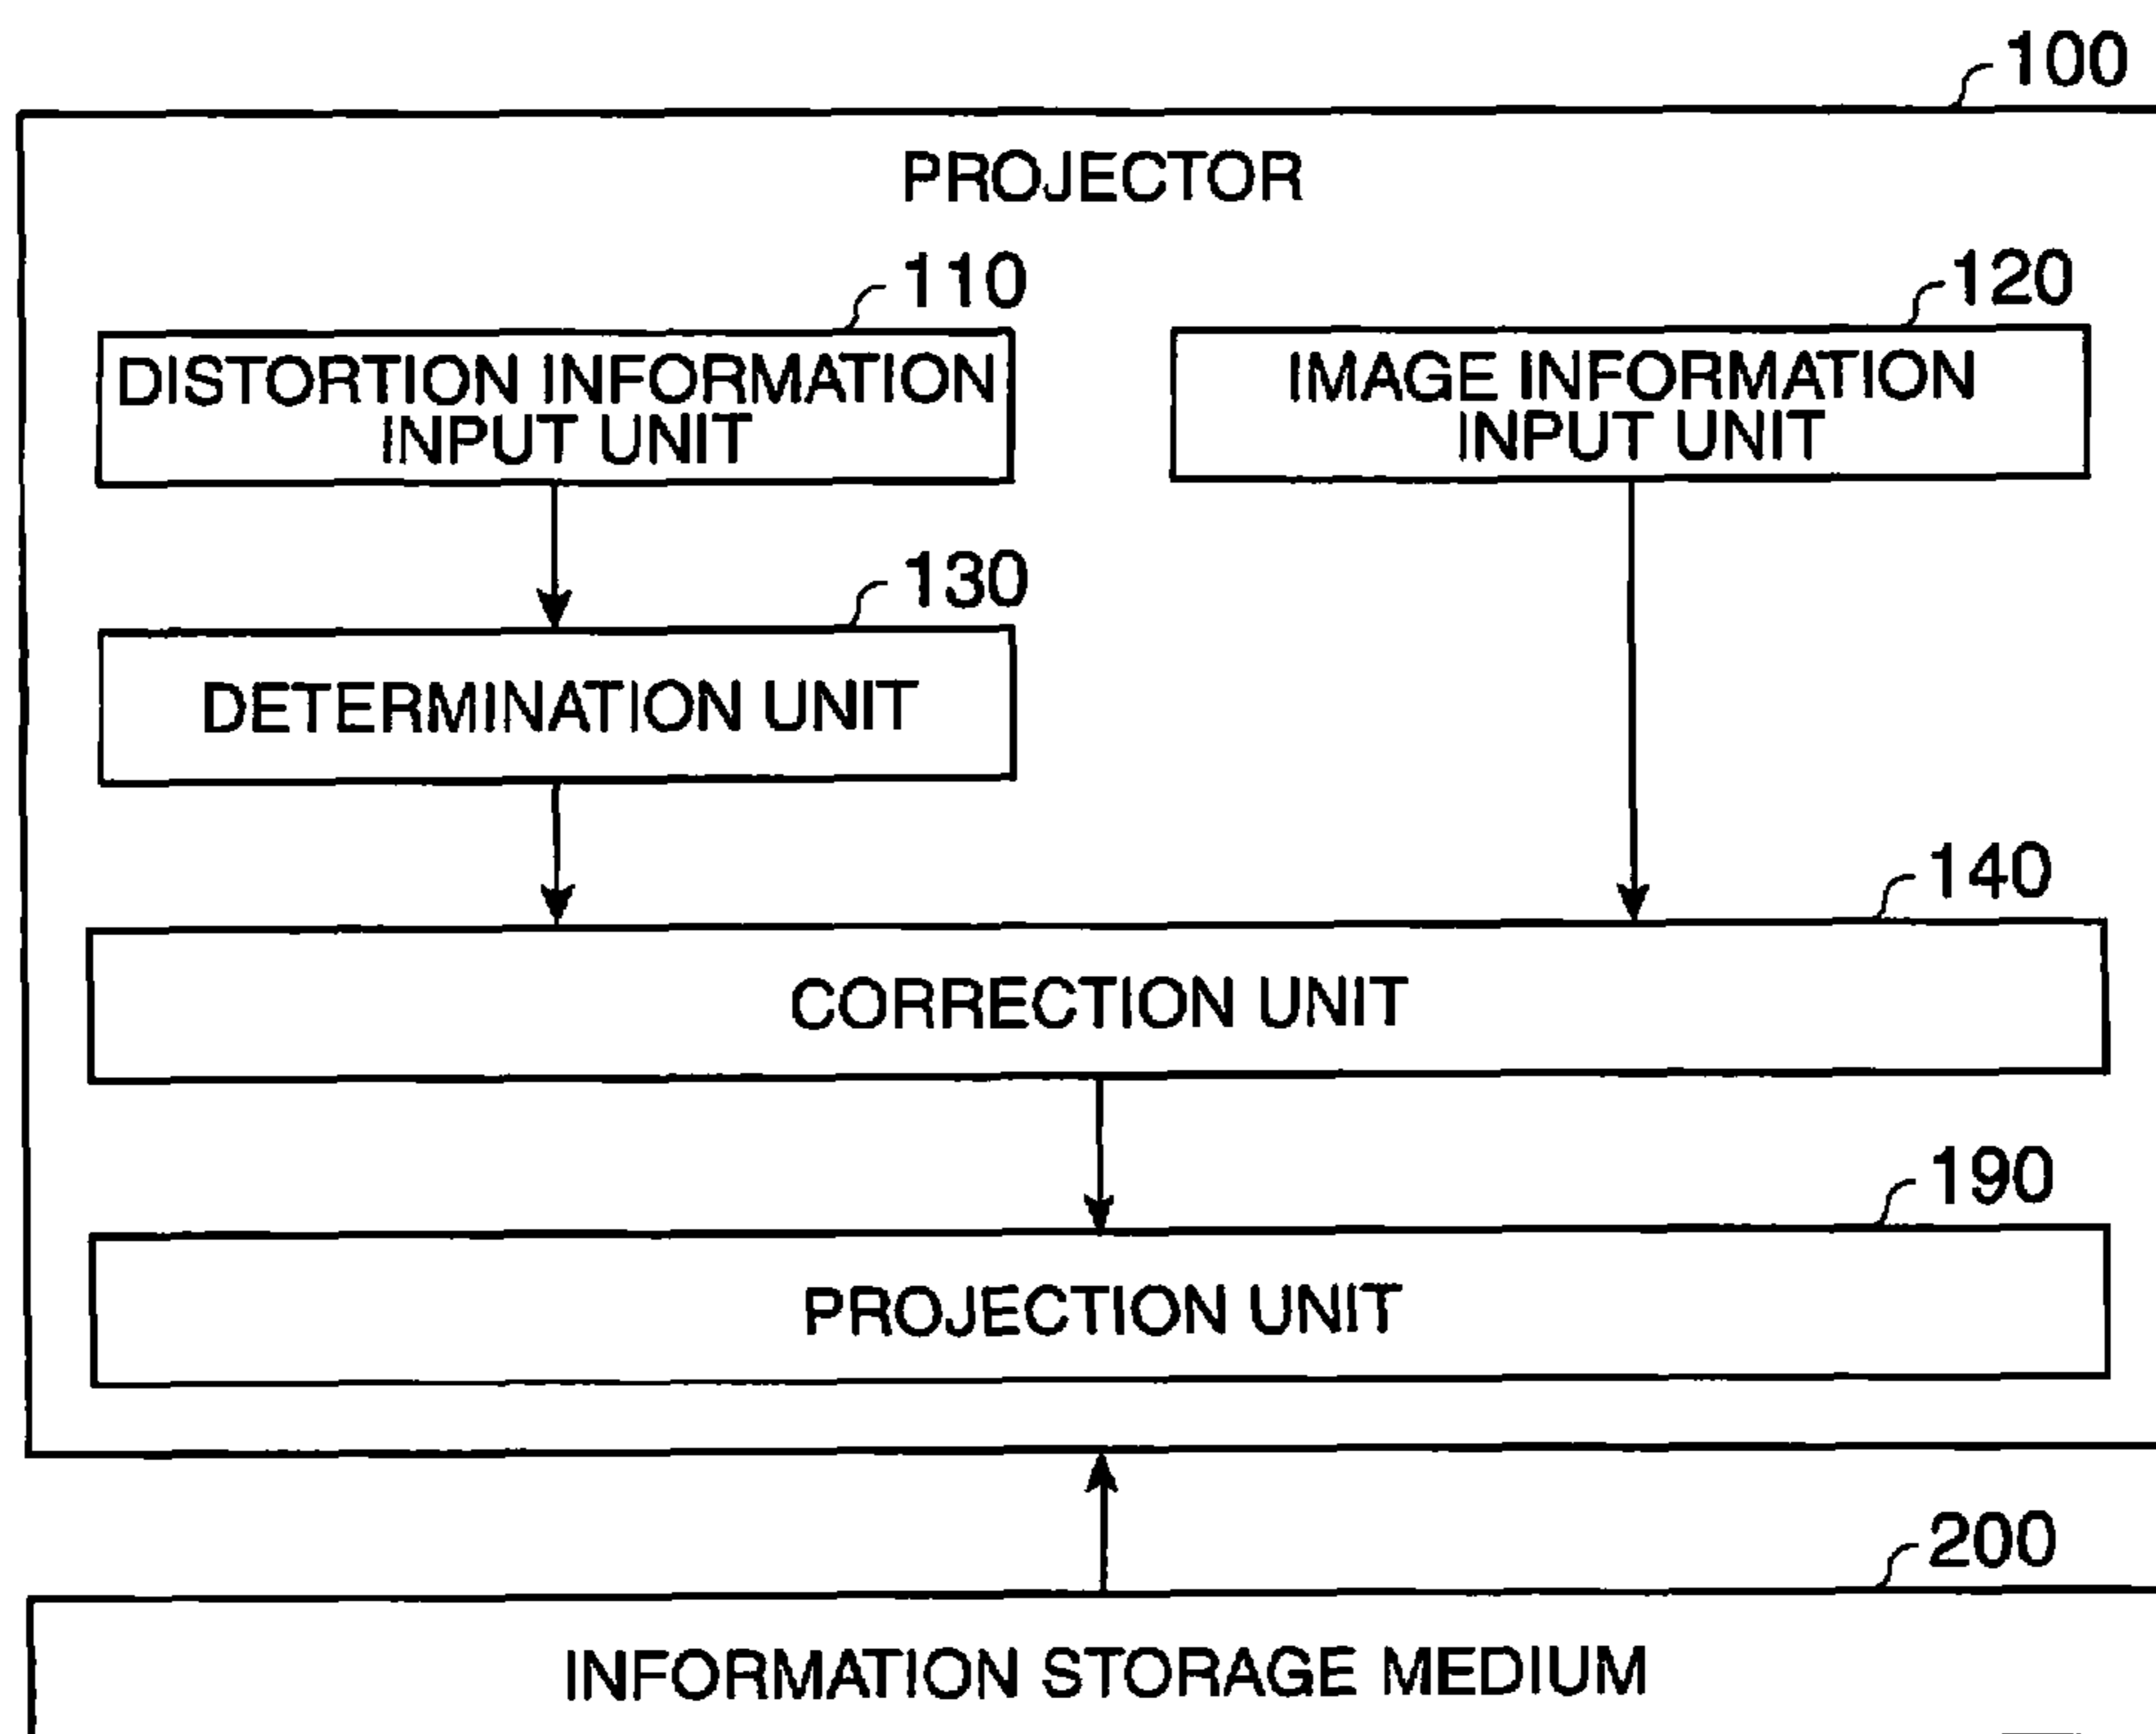 100
PROJECTOR
110
120
DISTORTION INFORMATION
INPUT UNIT
IMAGE INFORMATION
INPUT UNIT
130
DETERMINATION UNIT
140
CORRECTION UNIT
190
PROJECTION UNIT
200
INFORMATION STORAGE MEDIUM